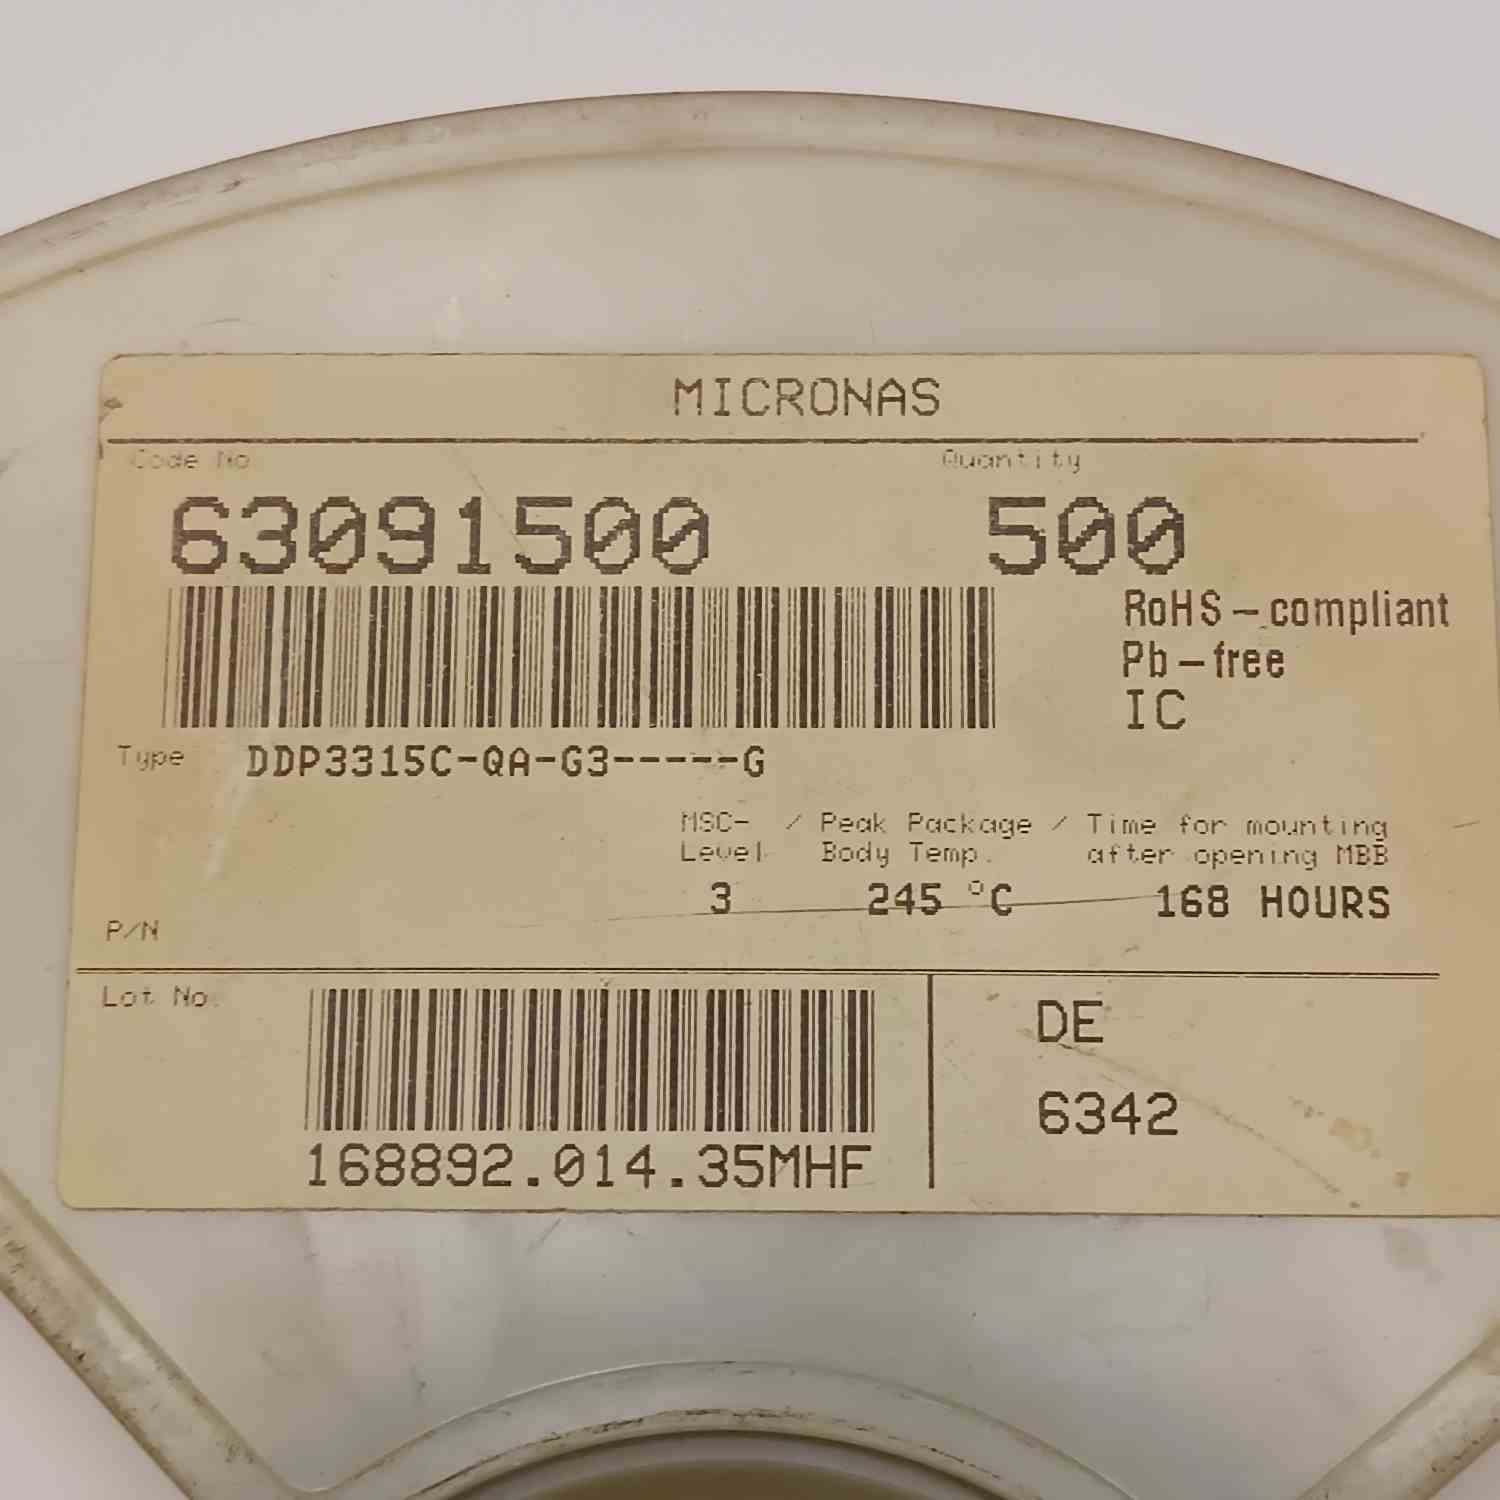 MICRONAS
Code No.
Quantity
63091500
500
RoHS-compliant
Pb-free
IC
Type DDP3315C-QA-G3-----G
MSC- / Peak Package / Time for mounting
Level Body Temp. after opening MBB
3 245 °C 168 HOURS
P/N
Lot No.
DE
6342
168892.014.35MHF